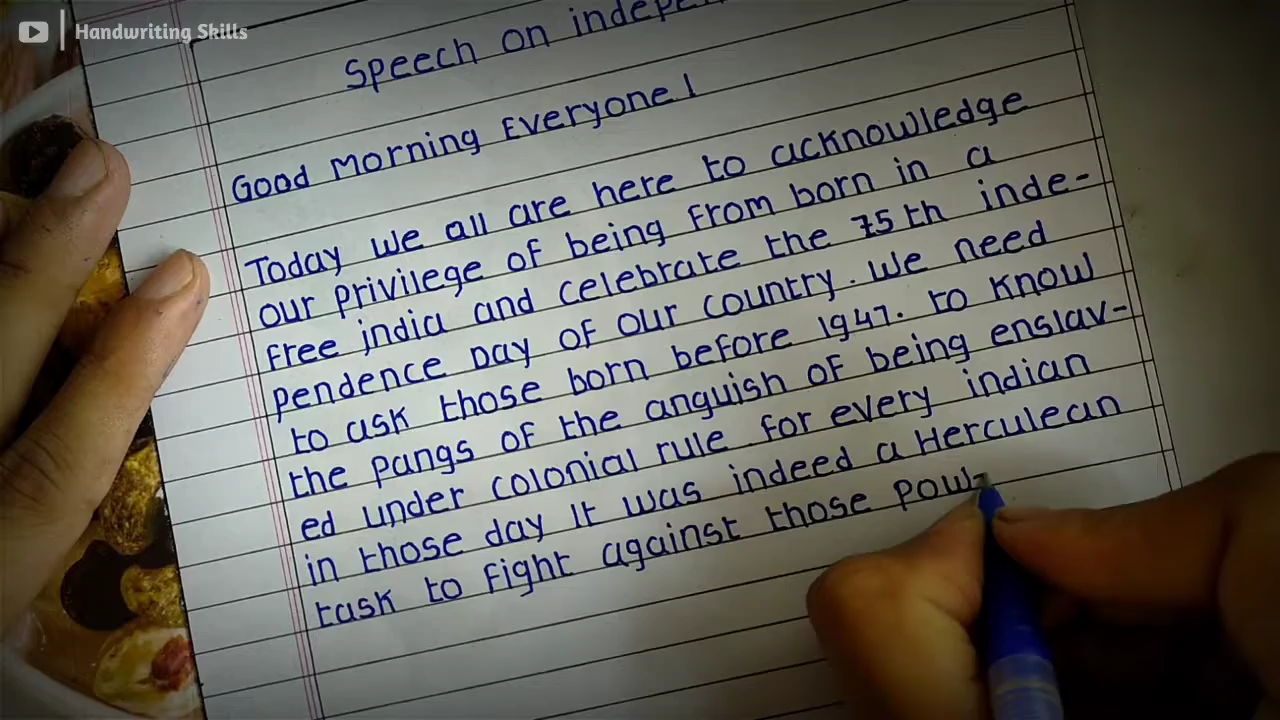 Handwriting Skills
Speech on indepen
Good Morning Everyone!
Today we all are here to acknowledge
our privilege of being from born in a
free india and celebrate the 75th inde-
pendence Day of our country. We need
to ask those born before 1947. to know
the pangs of the anguish of being enslav-
ed under colonial rule for every indian
in those day It was indeed a Herculean
task to fight against those pow